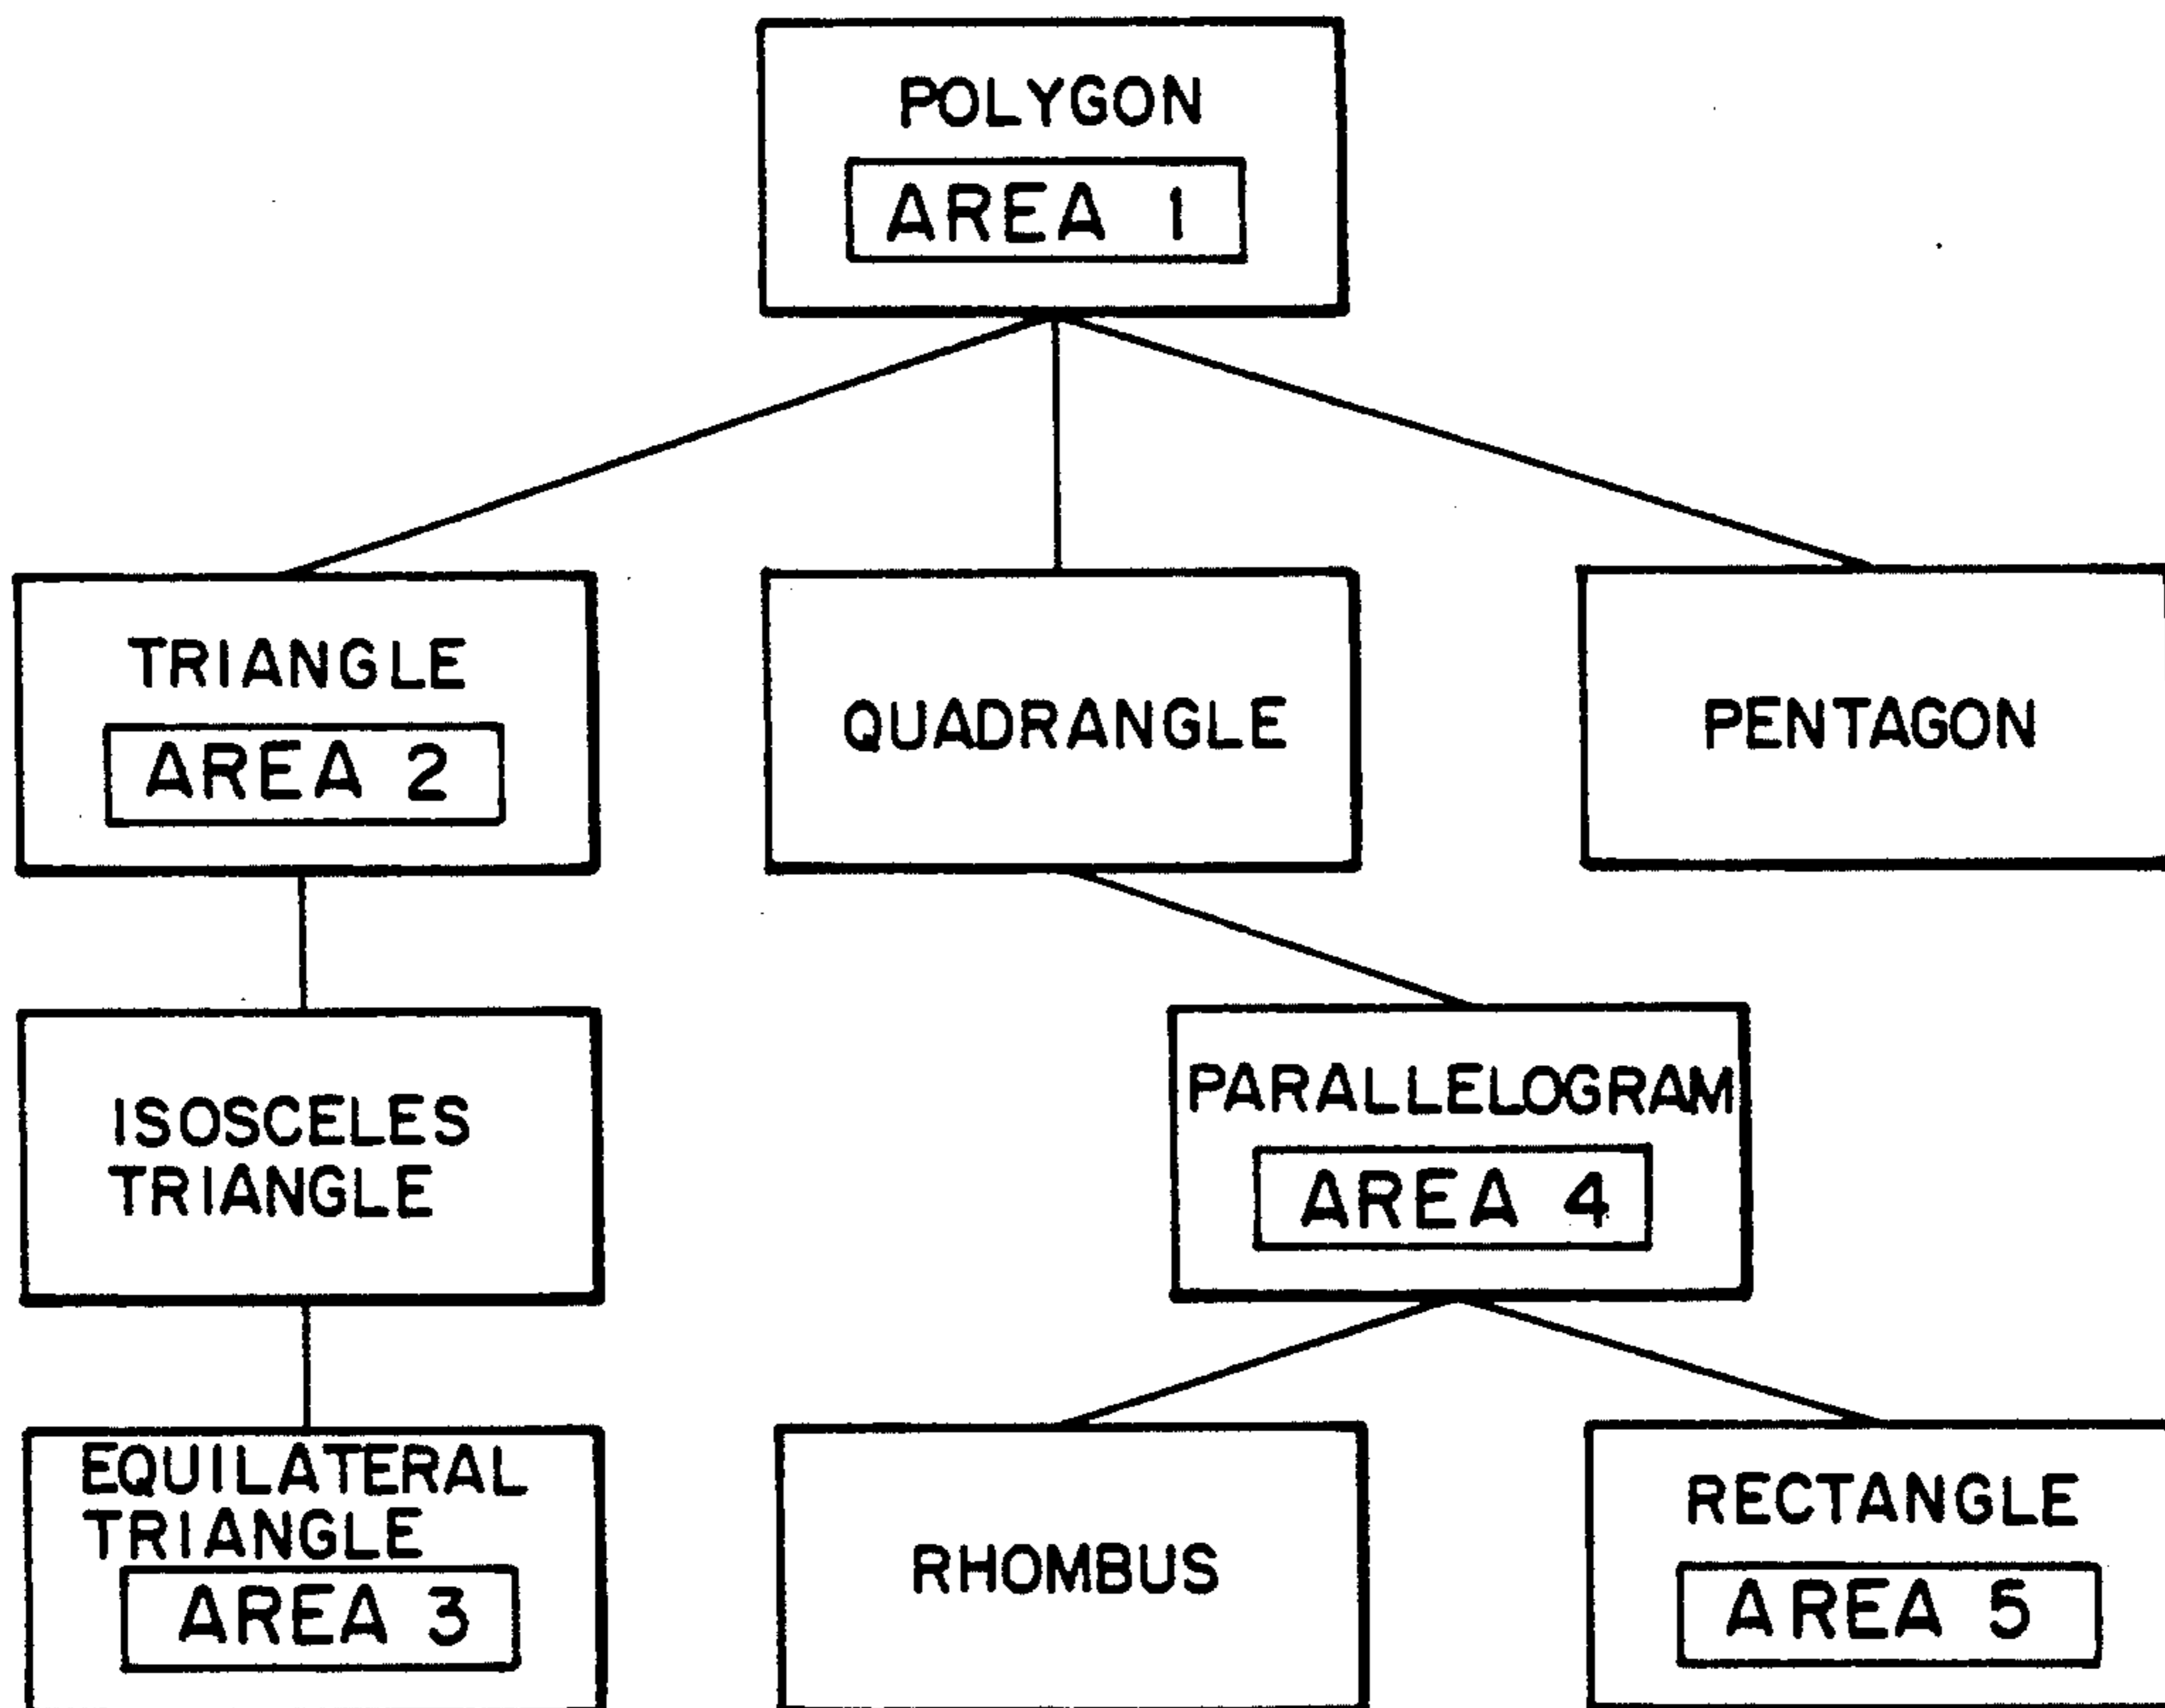 POLYGON
AREA 1
TRIANGLE
AREA 2
QUADRANGLE
PENTAGON
ISOSCELES
TRIANGLE
PARALLELOGRAM
AREA 4
EQUILATERAL
TRIANGLE
AREA 3
RHOMBUS
RECTANGLE
AREA 5